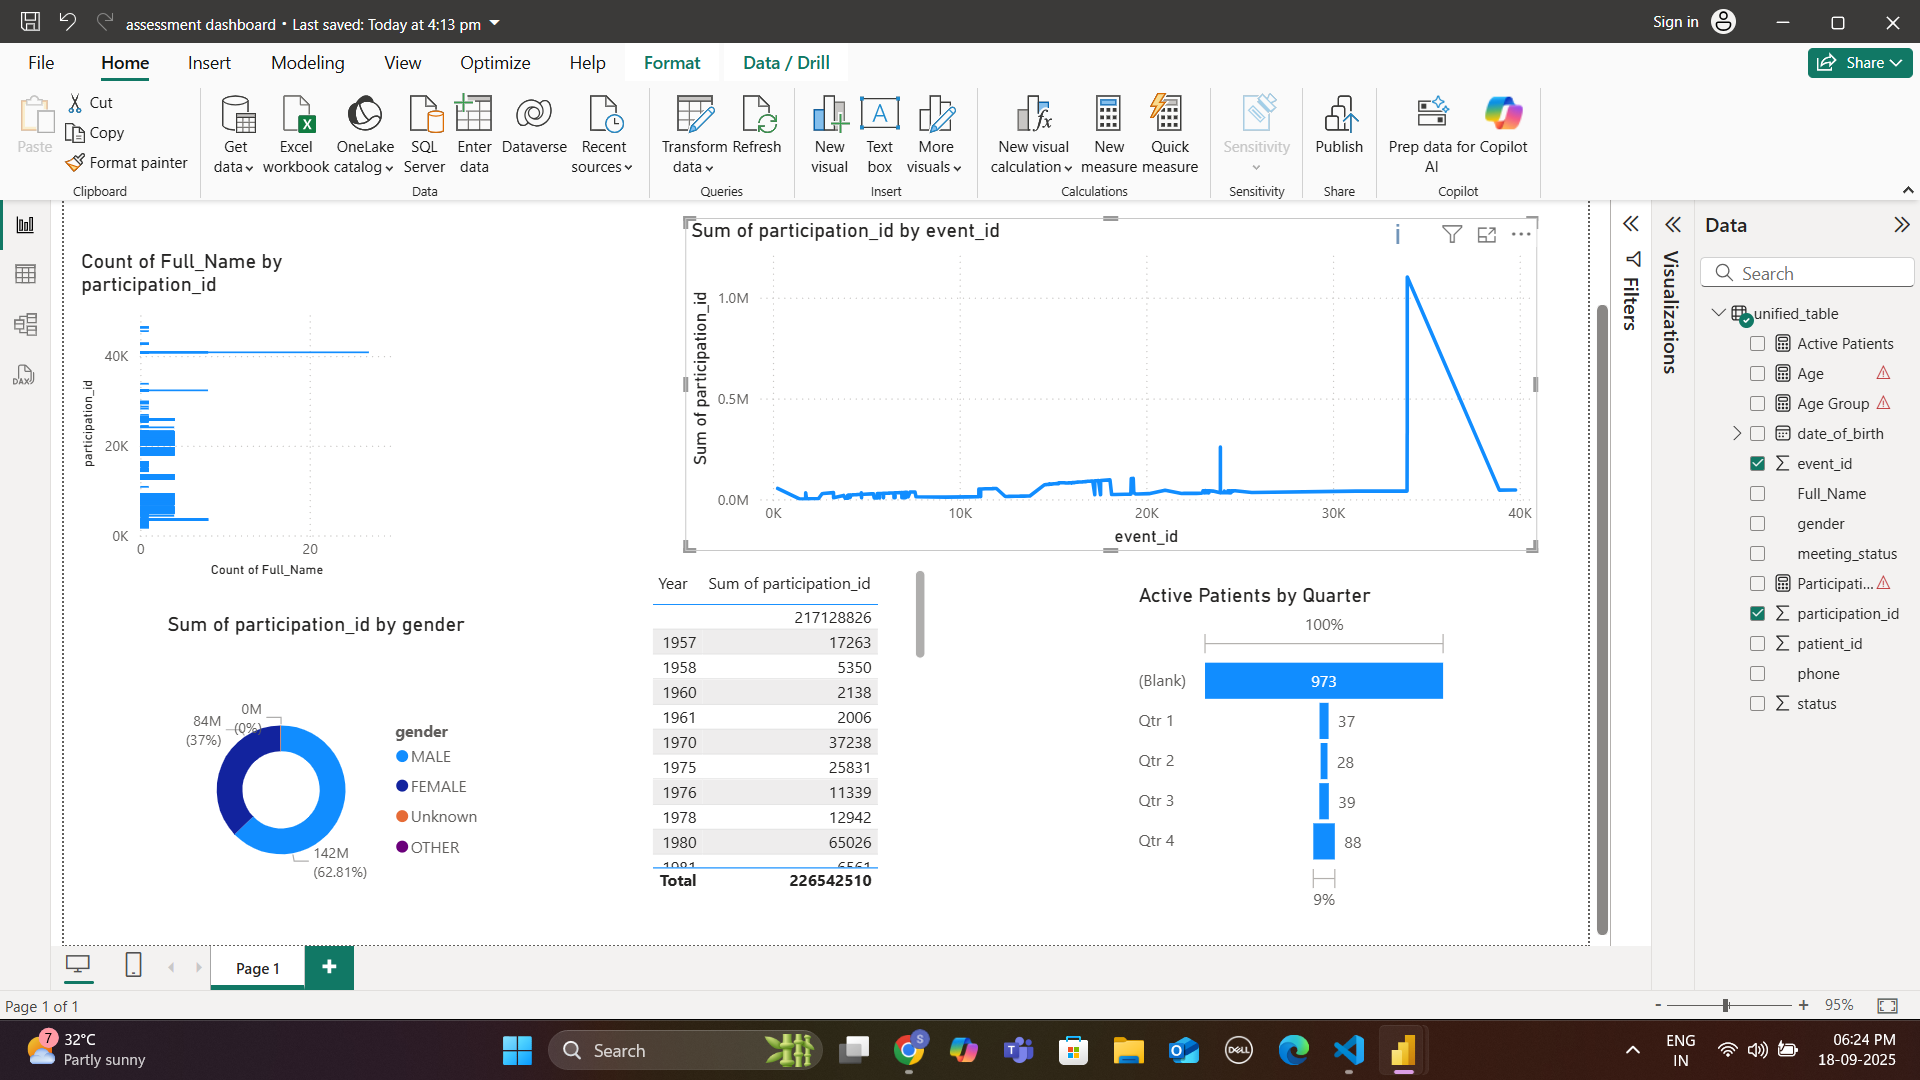 assessment dashboard • Last saved: Today at 4:13 pm
Sign in
File
Home
Insert
Modeling
View
Optimize
Help
Format
Data / Drill
Share
Paste
Cut
Copy
Format painter
Clipboard
Get data
Excel workbook
OneLake catalog
SQL Server
Enter data
Dataverse
Recent sources
Data
Transform data
Refresh
Queries
New visual
Text box
More visuals
Insert
New visual calculation
New measure
Quick measure
Calculations
Sensitivity
Sensitivity
Publish
Share
Prep data for AI
Copilot
Copilot
DAX
Count of Full_Name by
participation_id
participation_id
40K
20K
0K
0
20
Count of Full_Name
Sum of participation_id by event_id
Sum of participation_id
1.0M
0.5M
0.0M
0K
10K
20K
30K
40K
event_id
Sum of participation_id by gender
0M
(0%)
84M
(37%)
142M
(62.81%)
gender
MALE
FEMALE
Unknown
OTHER
Year Sum of participation_id
217128826
1957 17263
1958 5350
1960 2138
1961 2006
1970 37238
1975 25831
1976 11339
1978 12942
1980 65026
1981 6561
Total 226542510
Active Patients by Quarter
100%
(Blank) 973
Qtr 1 37
Qtr 2 28
Qtr 3 39
Qtr 4 88
9%
Filters
Visualizations
Data
Search
unified_table
Active Patients
Age
Age Group
date_of_birth
event_id
Full_Name
gender
meeting_status
Participati...
participation_id
patient_id
phone
status
Page 1
Page 1 of 1
- + 95%
7
32°C
Partly sunny
Search
S
DELL
ENG
IN
06:24 PM
18-09-2025